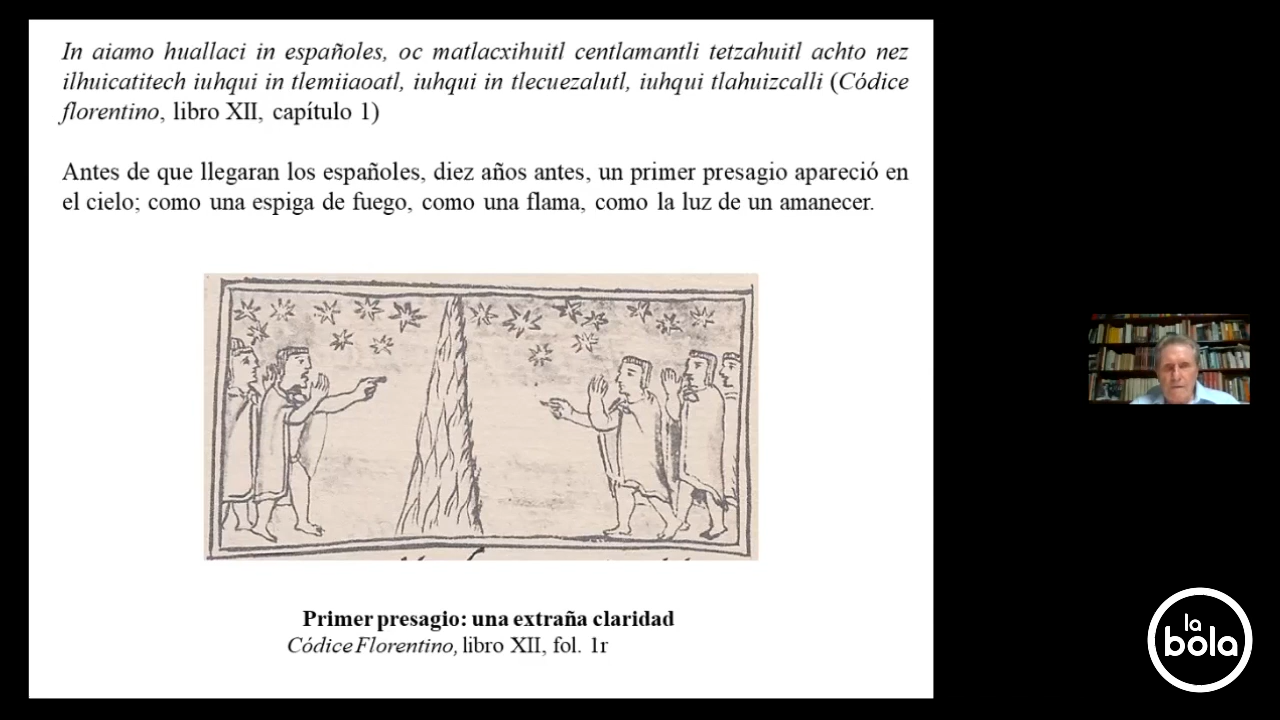 In aiamo huallaci in españoles, oc matlacxihuitl centlamantli tetzahuitl achto nez
ilhuicatitech iuhqui in tlemiiaoatl, iuhqui in tlecuezalutl, iuhqui tlahuizcalli (Códice
florentino, libro XII, capítulo 1)
Antes de que llegaran los españoles, diez años antes, un primer presagio apareció en
el cielo; como una espiga de fuego, como una flama, como la luz de un amanecer.
Primer presagio: una extraña claridad
Códice Florentino, libro XII, fol. 1r
la
bola